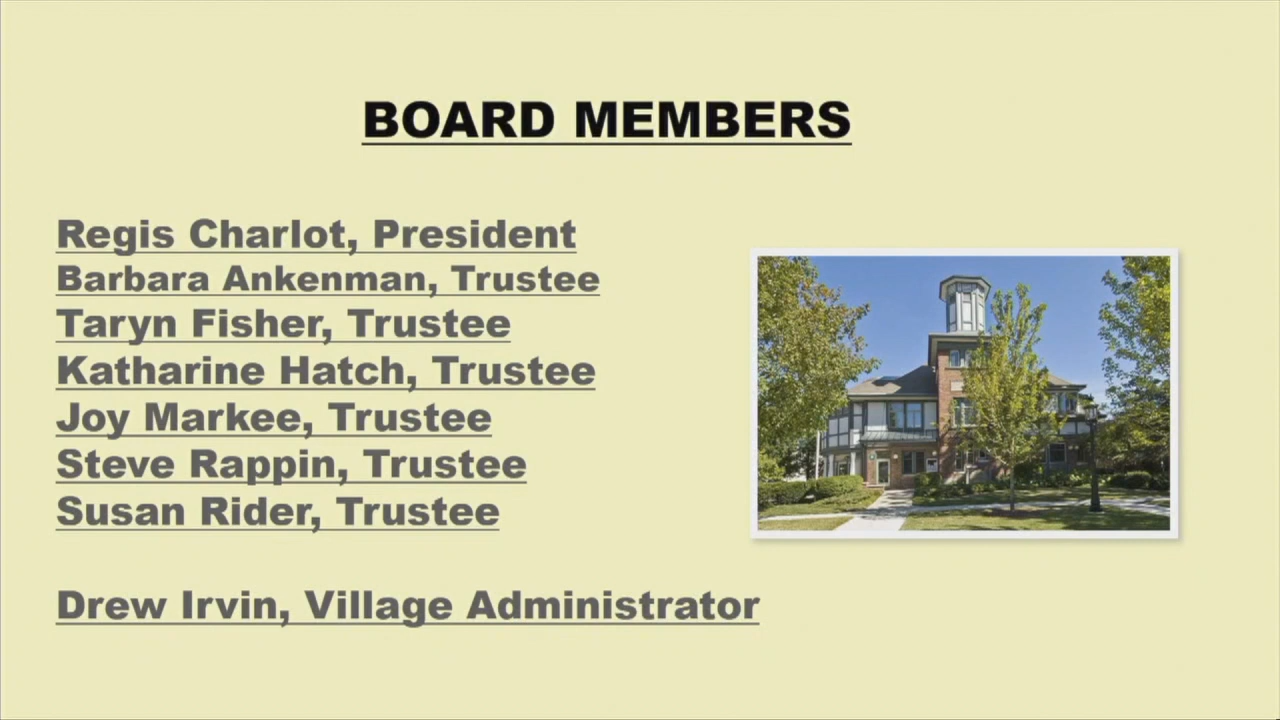 BOARD MEMBERS
Regis Charlot, President
Barbara Ankenman, Trustee
Taryn Fisher, Trustee
Katharine Hatch, Trustee
Joy Markee, Trustee
Steve Rappin, Trustee
Susan Rider, Trustee
Drew Irvin, Village Administrator